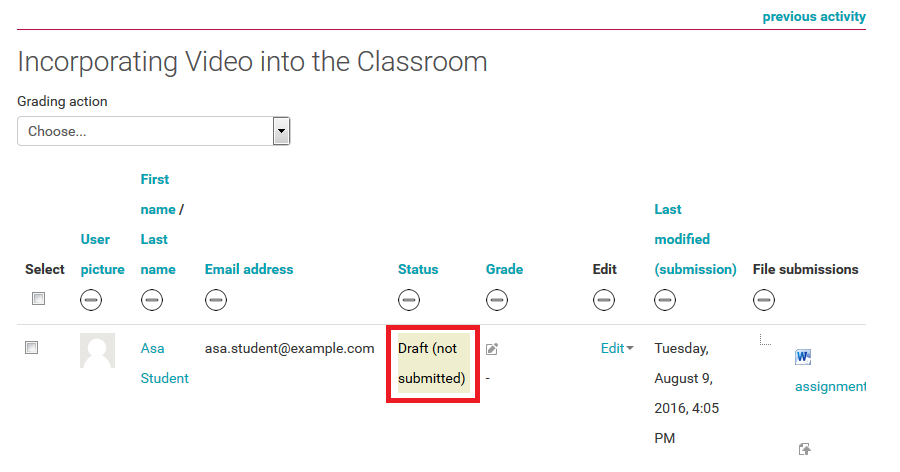 previous activity
Incorporating Video into the Classroom
Grading action
Choose...
Select
User
picture
First
name /
Last
name
Email address
Status
Grade
Edit
Last
modified
(submission)
File submissions
Asa
Student
asa.student@example.com
Draft (not
submitted)
-
Edit
Tuesday,
August 9,
2016, 4:05
PM
W
assignment